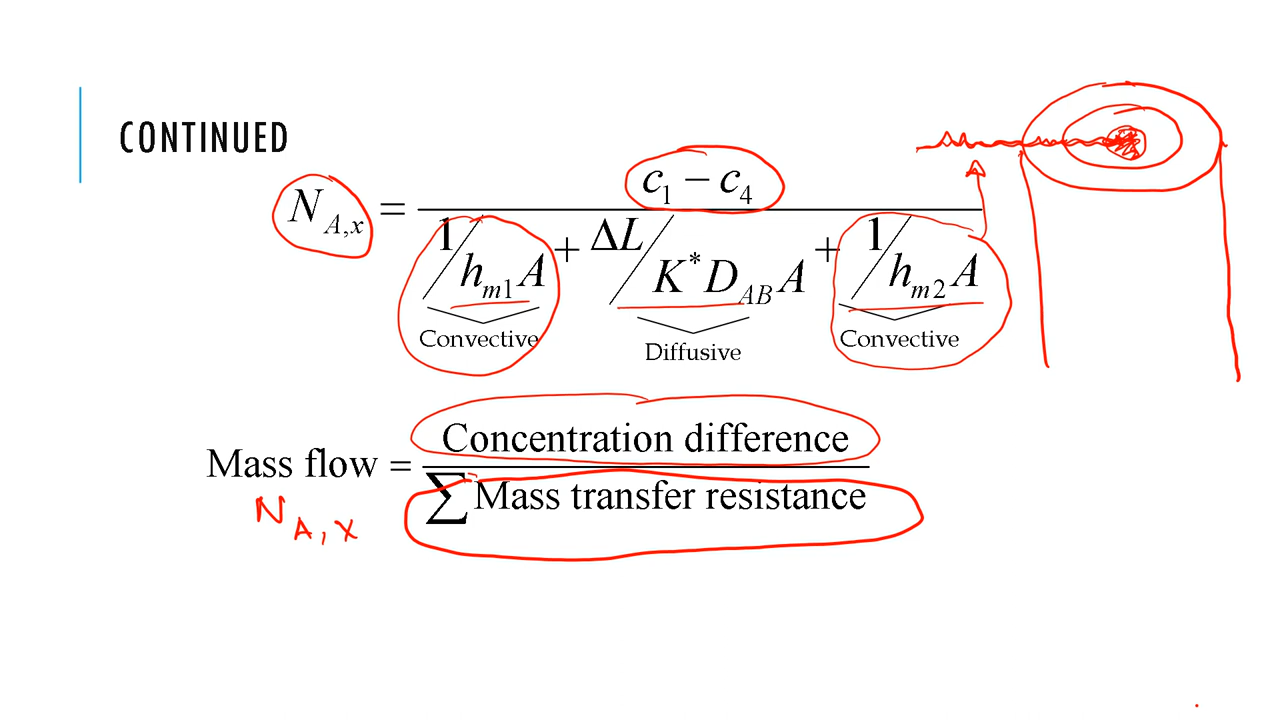 CONTINUED
N_{A,x} = (c_1 − c_4) / (1/h_{m1}A + ΔL/K^*D_{AB}A + 1/h_{m2}A)
Convective Diffusive Convective
Mass flow = Concentration difference / ∑ Mass transfer resistance
N_{A,x}